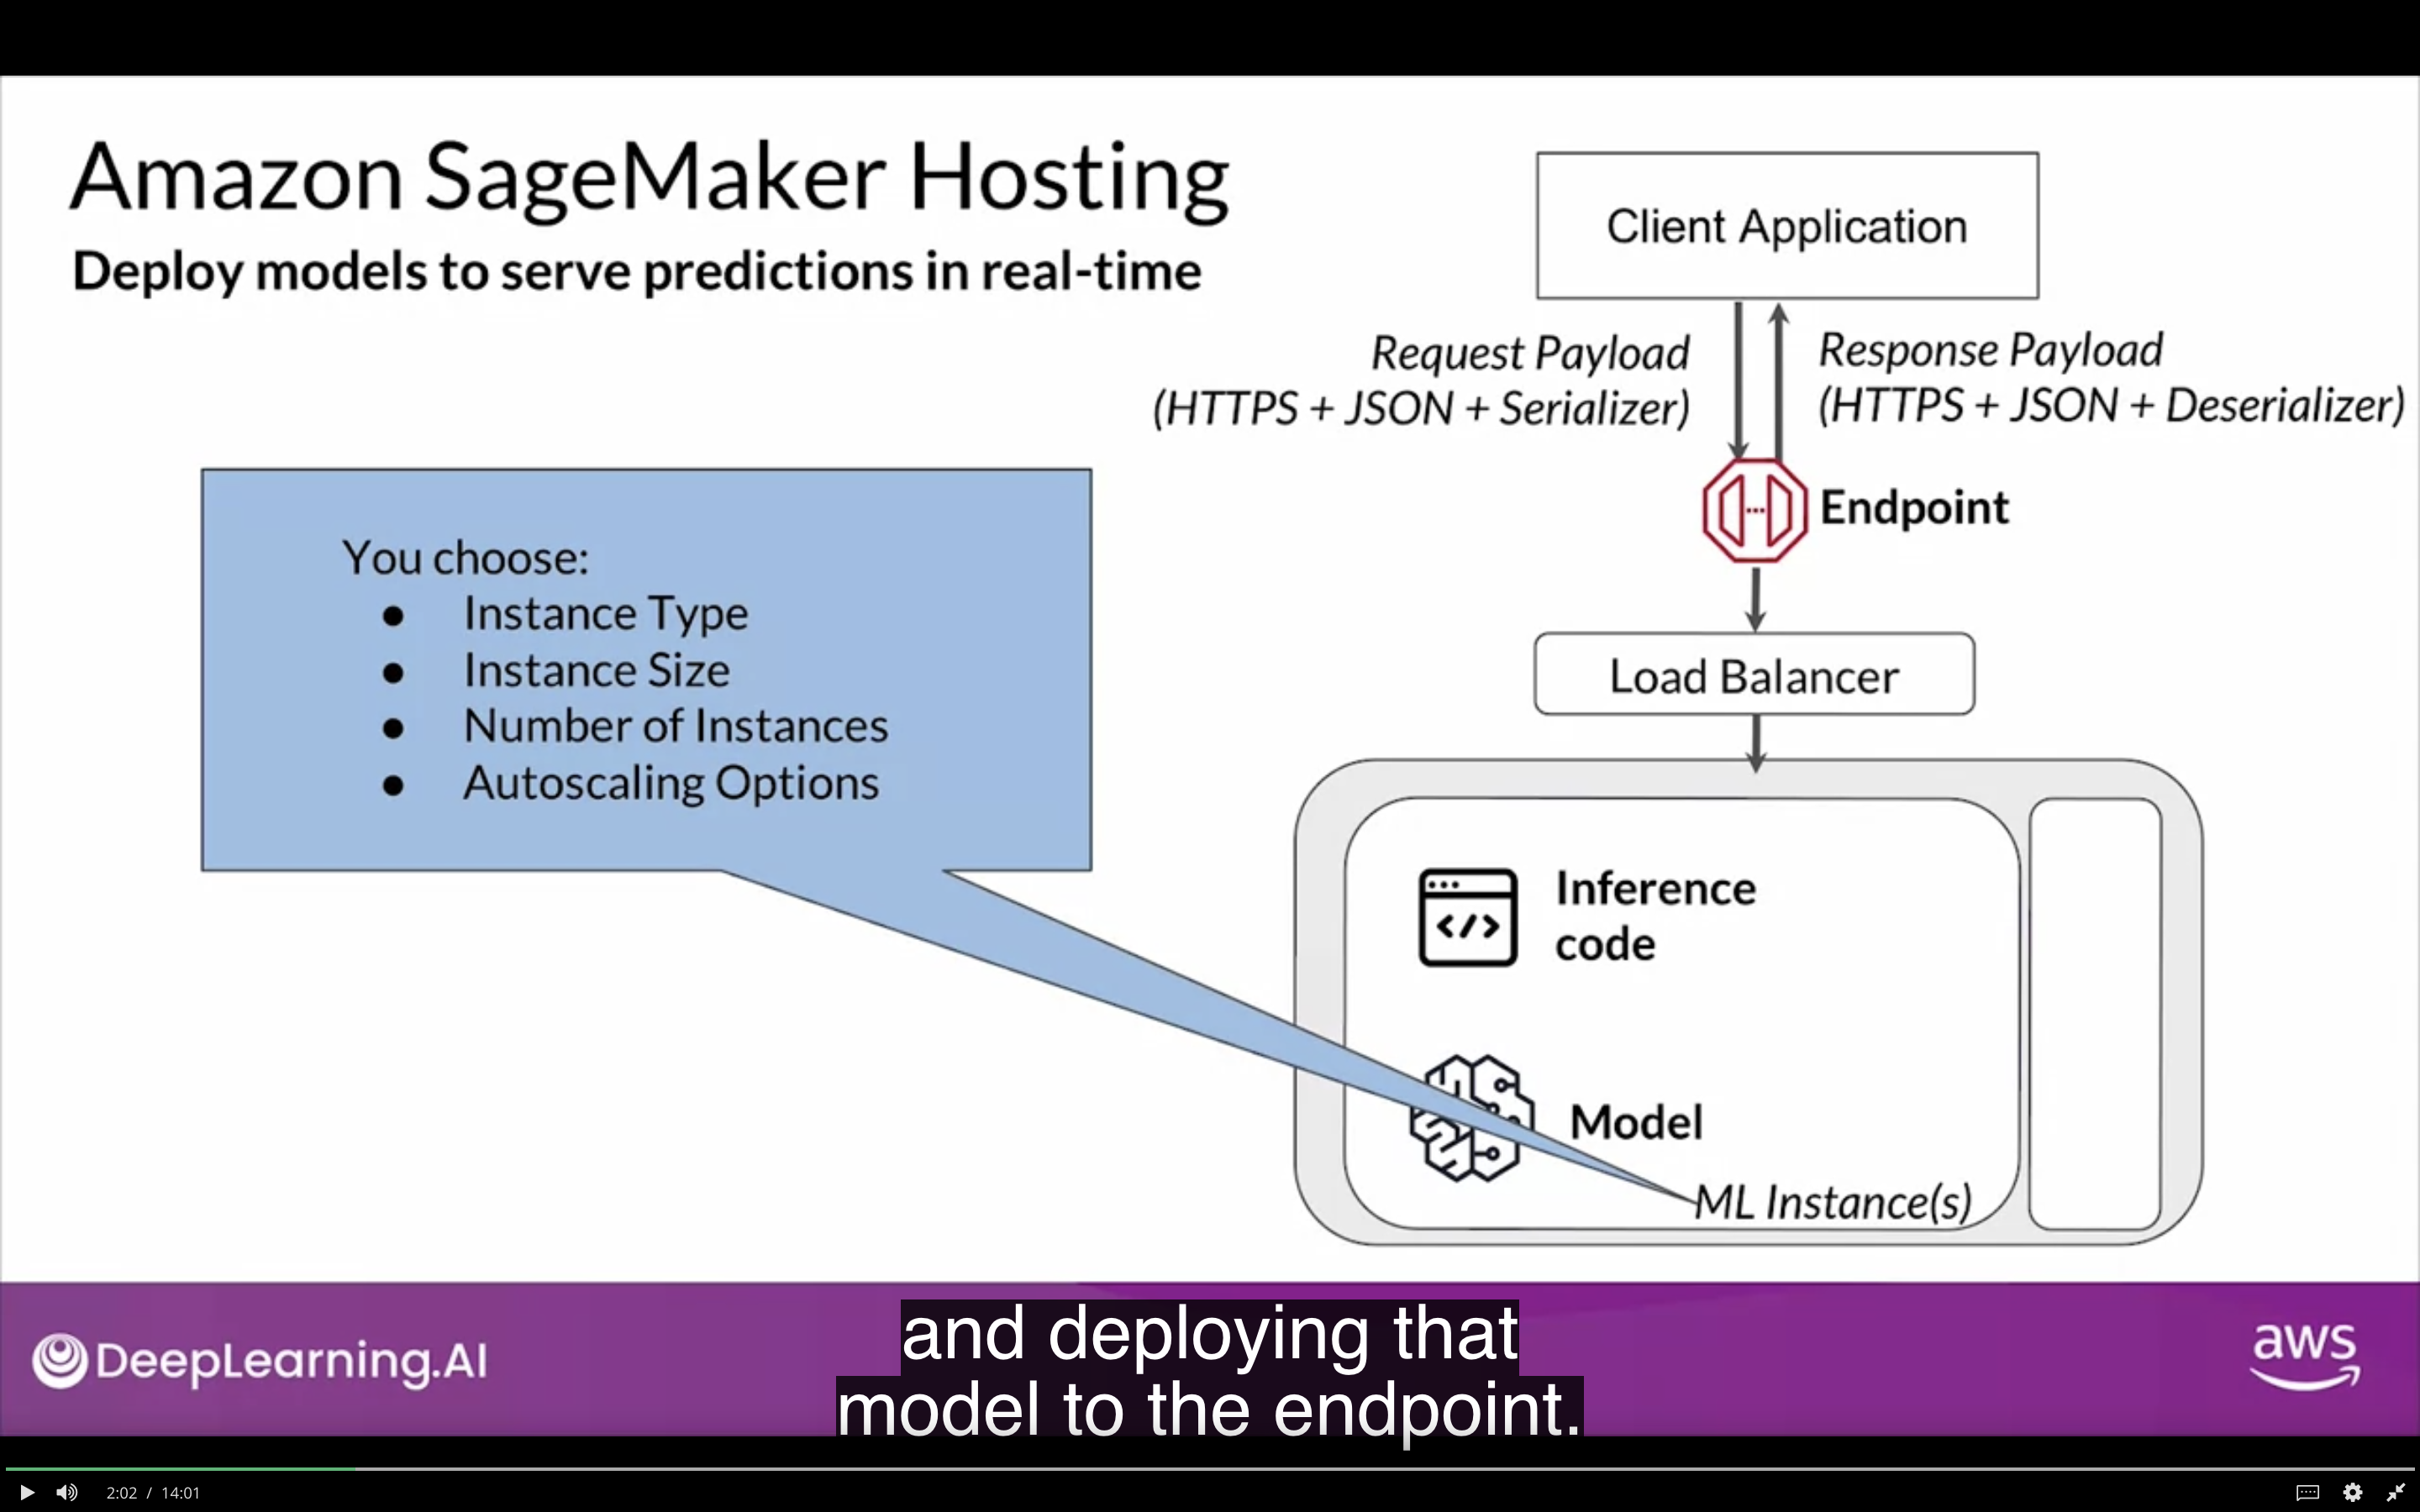 Amazon SageMaker Hosting
Deploy models to serve predictions in real-time
Client Application
Request Payload
(HTTPS + JSON + Serializer)
Response Payload
(HTTPS + JSON + Deserializer)
Endpoint
You choose:
● Instance Type
● Instance Size
● Number of Instances
● Autoscaling Options
Load Balancer
</>
Inference
code
Model
ML Instance(s)
DeepLearning.AI
aws
and deploying that
model to the endpoint.
2:02 / 14:01